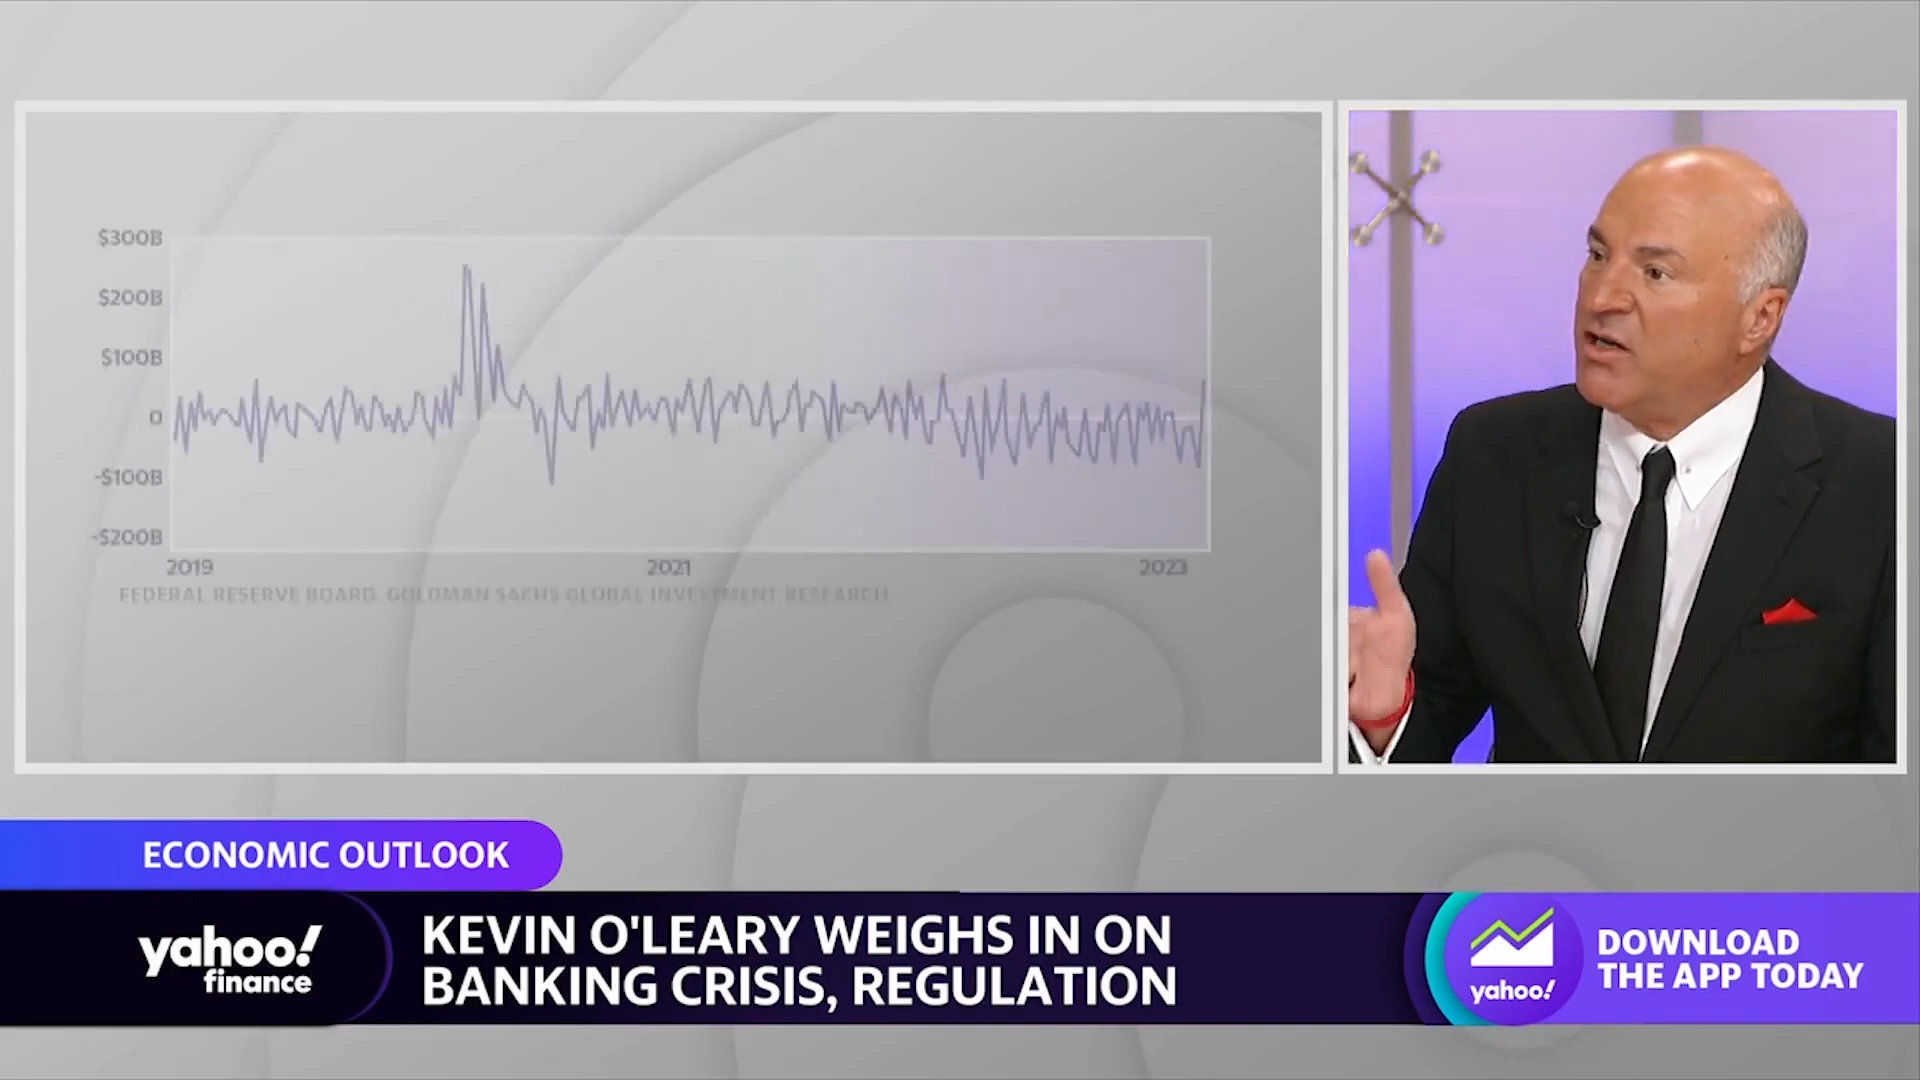 $300B
$200B
$100B
0
-$100B
-$200B
2019 2021 2023
FEDERAL RESERVE BOARD, GOLDMAN SACHS GLOBAL INVESTMENT RESEARCH
ECONOMIC OUTLOOK
yahoo!
finance
KEVIN O'LEARY WEIGHS IN ON
BANKING CRISIS, REGULATION
yahoo!
DOWNLOAD
THE APP TODAY